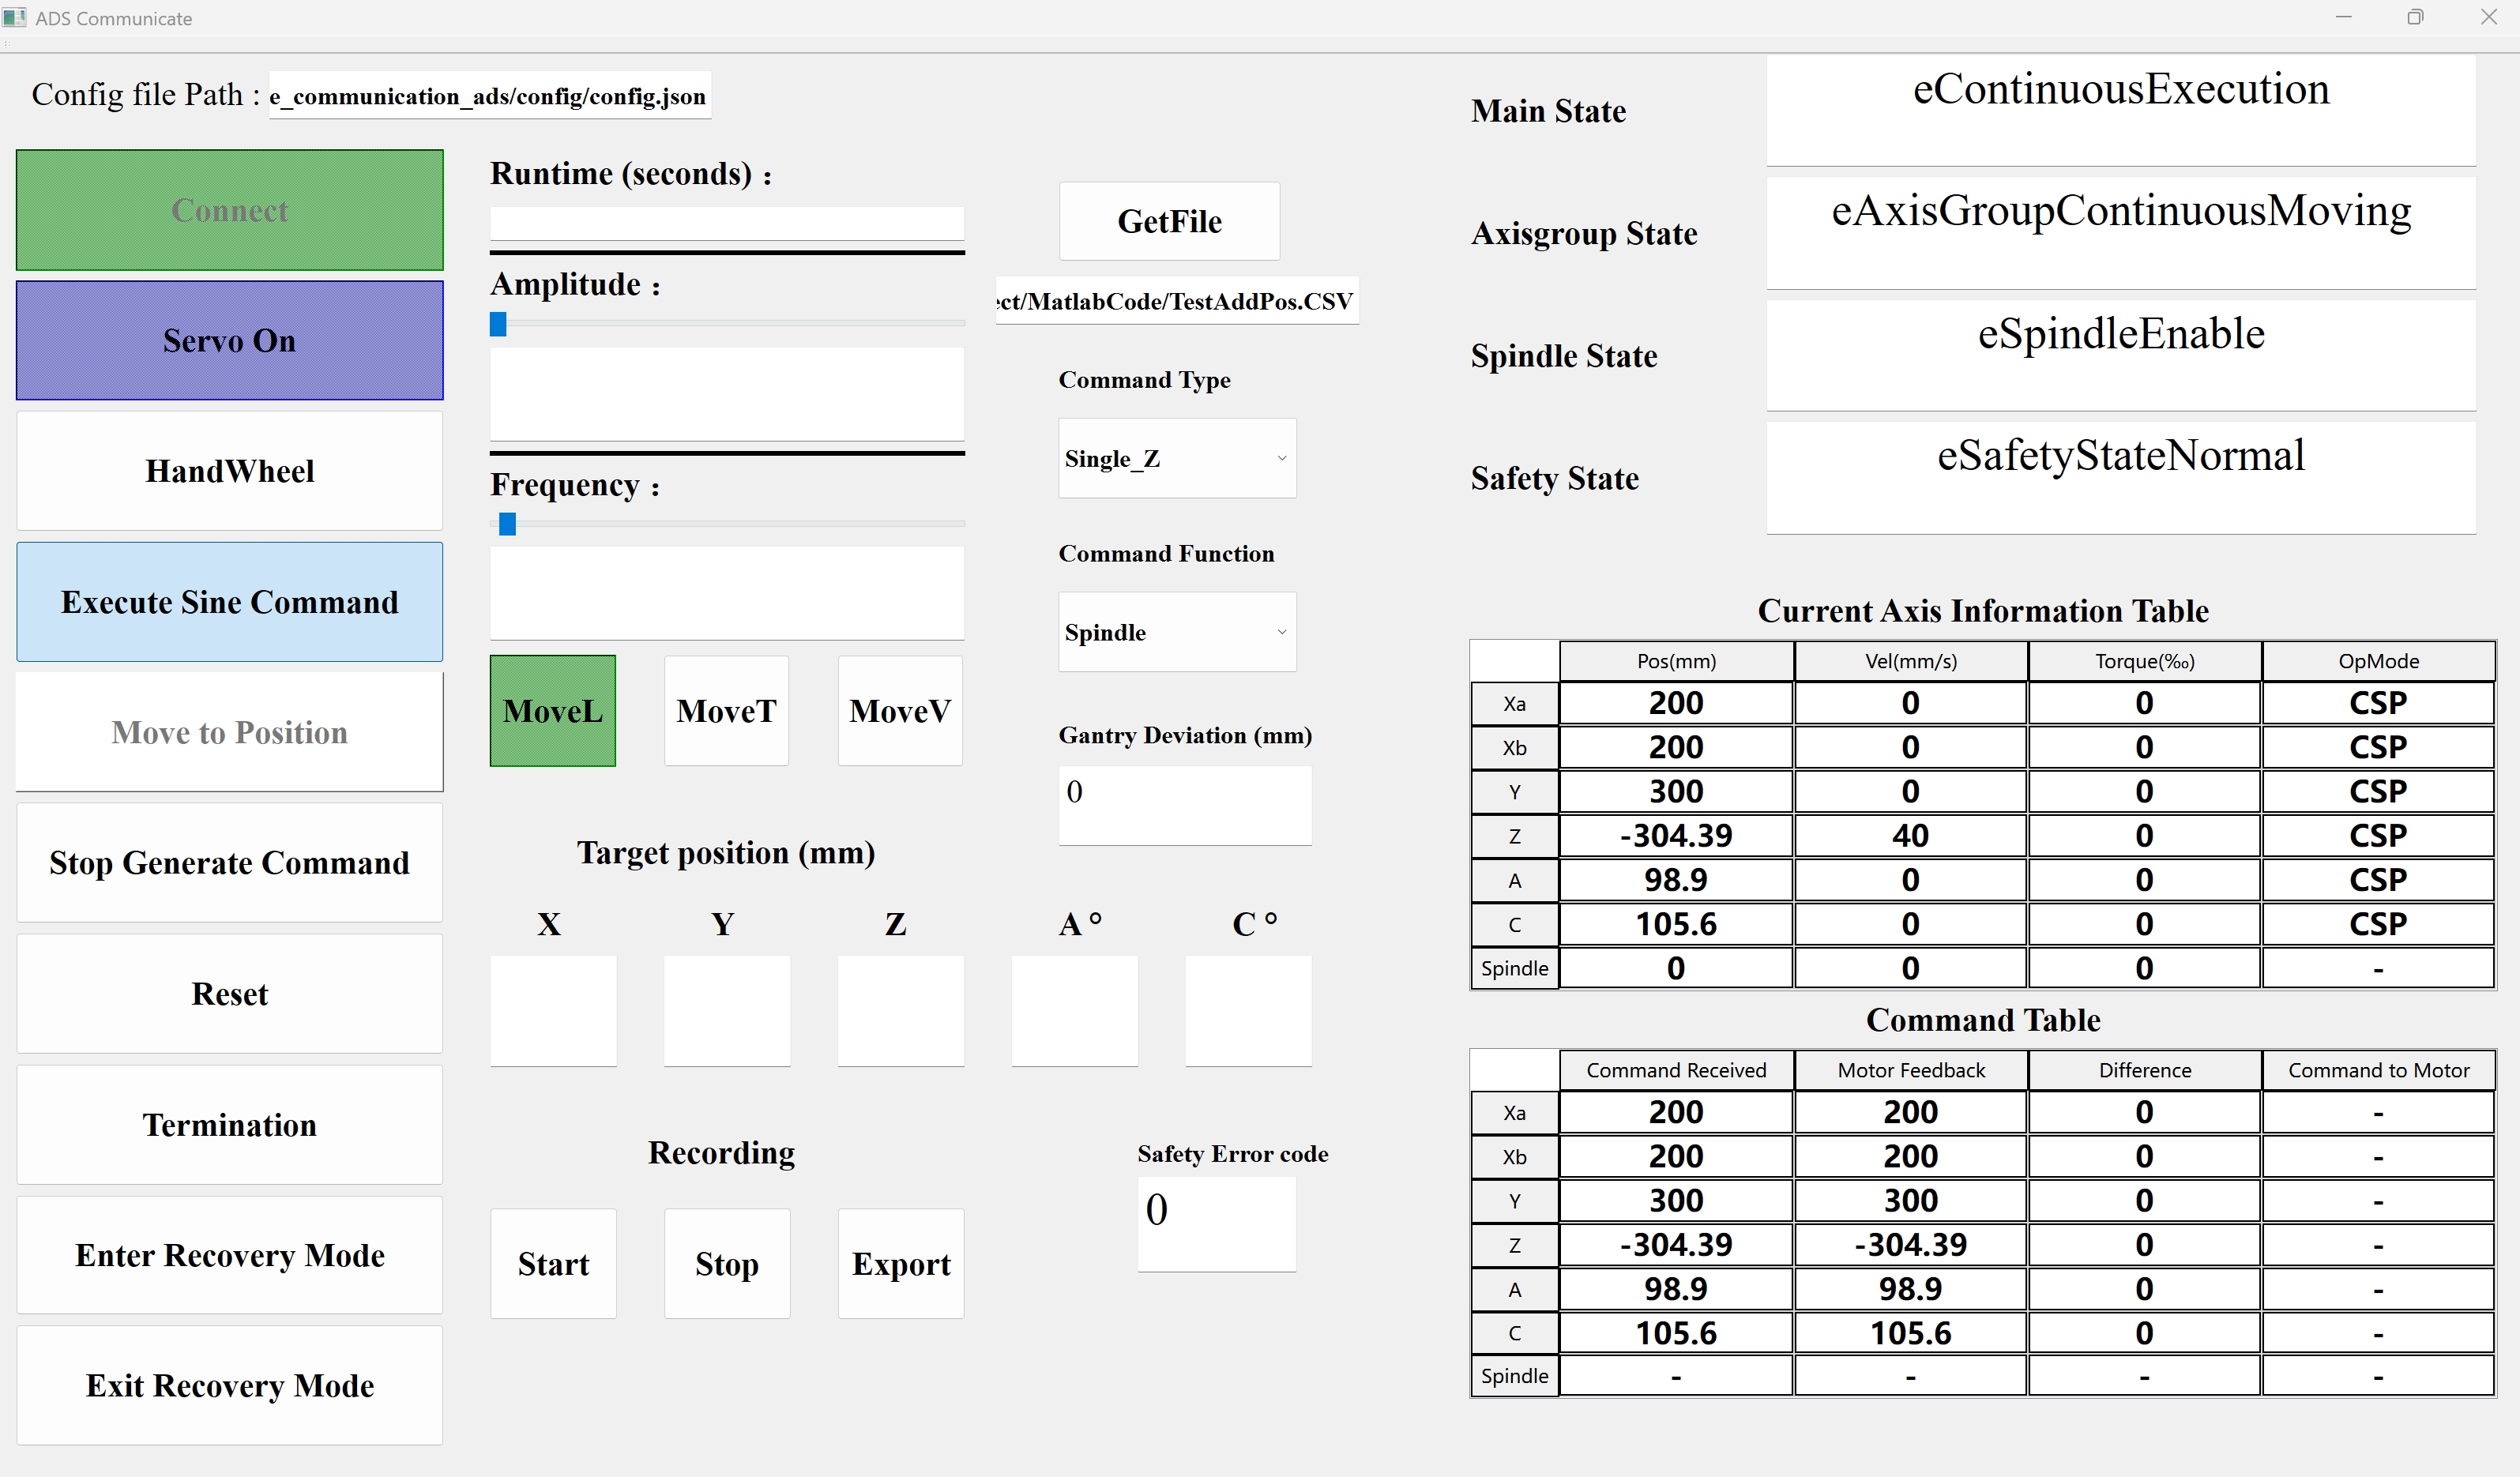 ADS Communicate
Config file Path : e_communication_ads/config/config.json
Connect
Servo On
HandWheel
Execute Sine Command
Move to Position
Stop Generate Command
Reset
Termination
Enter Recovery Mode
Exit Recovery Mode
Runtime (seconds) :
Amplitude :
Frequency :
MoveL MoveT MoveV
Target position (mm)
X Y Z A° C°
Recording
Start Stop Export
GetFile
ect/MatlabCode/TestAddPos.CSV
Command Type
Single_Z
Command Function
Spindle
Gantry Deviation (mm)
0
Safety Error code
0
Main State eContinuousExecution
Axisgroup State eAxisGroupContinuousMoving
Spindle State eSpindleEnable
Safety State eSafetyStateNormal
Current Axis Information Table
Pos(mm) Vel(mm/s) Torque(‰) OpMode
Xa 200 0 0 CSP
Xb 200 0 0 CSP
Y 300 0 0 CSP
Z -304.39 40 0 CSP
A 98.9 0 0 CSP
C 105.6 0 0 CSP
Spindle 0 0 0 -
Command Table
Command Received Motor Feedback Difference Command to Motor
Xa 200 200 0 -
Xb 200 200 0 -
Y 300 300 0 -
Z -304.39 -304.39 0 -
A 98.9 98.9 0 -
C 105.6 105.6 0 -
Spindle - - - -